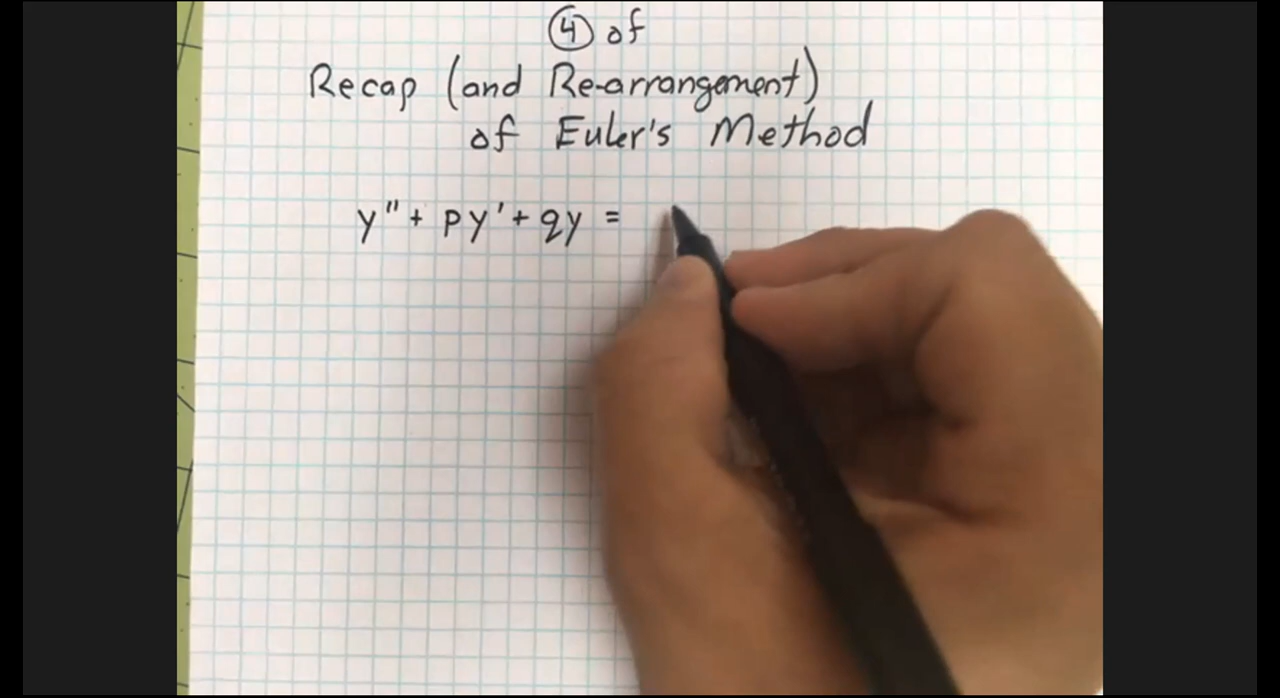 ④ of
Recap (and Re-arrangement)
of Euler's Method
y" + py' + qy =